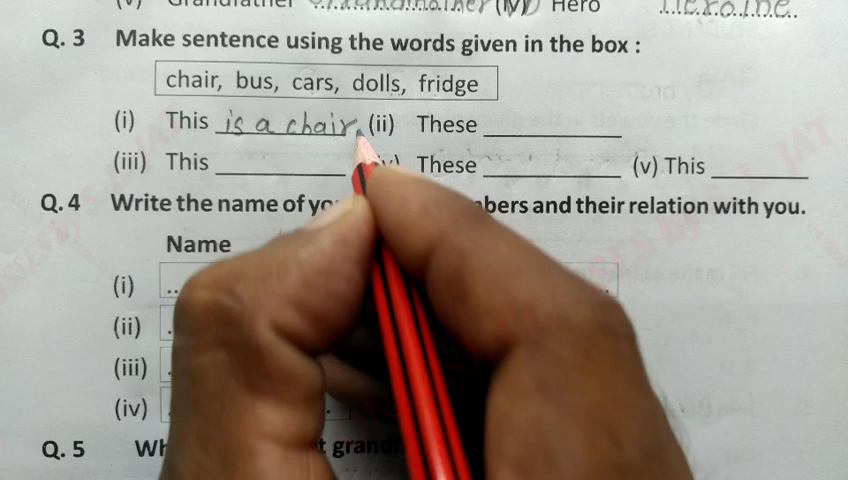 (v) Grandfather (iv) Hero Heroine
Q. 3 Make sentence using the words given in the box :
chair, bus, cars, dolls, fridge
(i) This is a chair. (ii) These
(iii) This These (v) This
Q. 4 Write the name of and their relation with you.
Name
(i)
(ii)
(iii)
(iv)
Q. 5